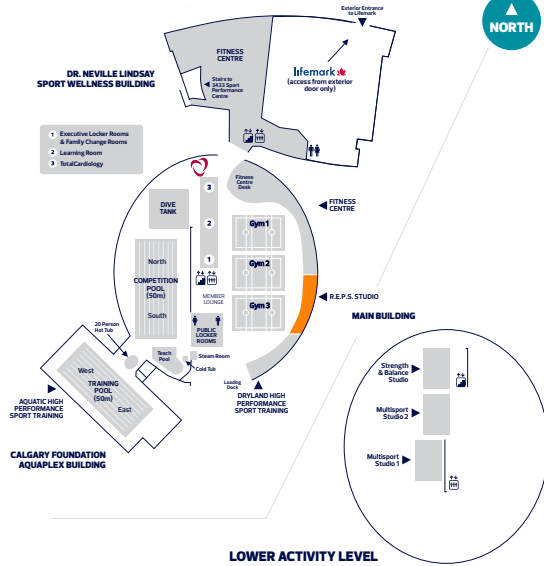 Exterior Entrance
to Lifemark
NORTH
FITNESS
CENTRE
lifemark
(access from exterior
door only)
DR. NEVILLE LINDSAY
SPORT WELLNESS BUILDING
Stairs to
3423 Sport
Performance
Centre
1 Executive Locker Rooms
& Family Change Rooms
2 Learning Room
3 TotalCardiology
3
Fitness
Centre
Desk
DIVE
TANK
FITNESS
CENTRE
2
Gym 1
North
1
Gym 2
COMPETITION
POOL
(50m)
MEMBER
LOUNGE
R.E.P.S. STUDIO
Gym 3
South
MAIN BUILDING
20 Person
Hot Tub
PUBLIC
LOCKER
ROOMS
Teach
Pool
Steam Room
Cold Tub
Strength
& Balance
Studio
West
TRAINING
POOL
(50m)
East
Loading
Dock
DRYLAND HIGH
PERFORMANCE
SPORT TRAINING
AQUATIC HIGH
PERFORMANCE
SPORT TRAINING
Multisport
Studio 2
CALGARY FOUNDATION
AQUAPLEX BUILDING
Multisport
Studio 1
LOWER ACTIVITY LEVEL